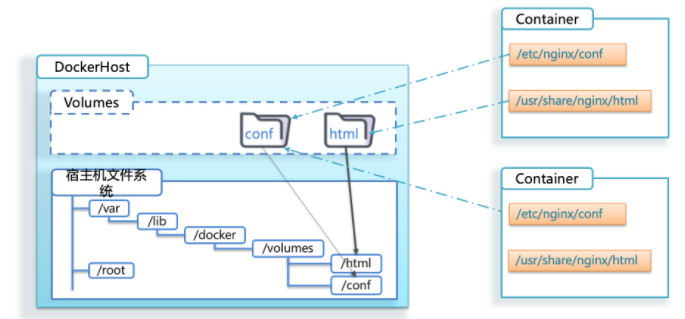 DockerHost
Volumes
conf
html
宿主机文件系
统
/var
/lib
/docker
/volumes
/html
/root
/conf
Container
/etc/nginx/conf
/usr/share/nginx/html
Container
/etc/nginx/conf
/usr/share/nginx/html